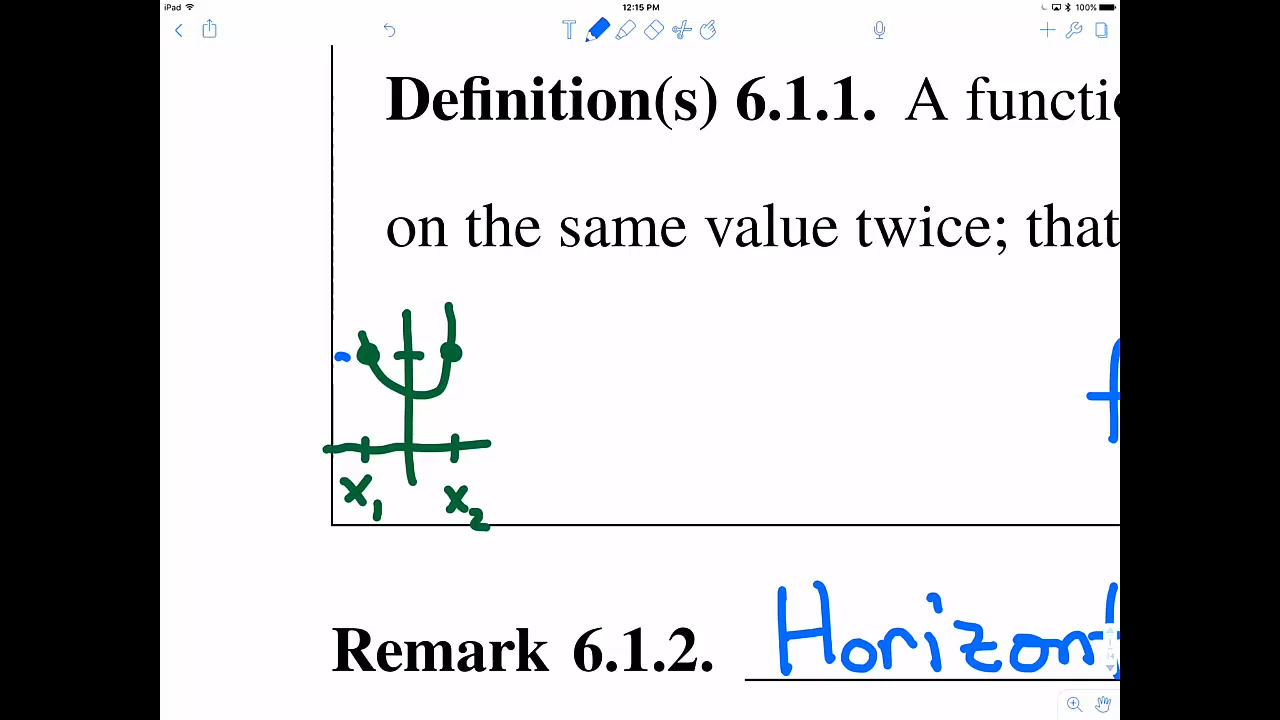 iPad 12:15 PM 100%
T
Definition(s) 6.1.1. A functi
on the same value twice; that
f
x1 x2
Remark 6.1.2. Horizont